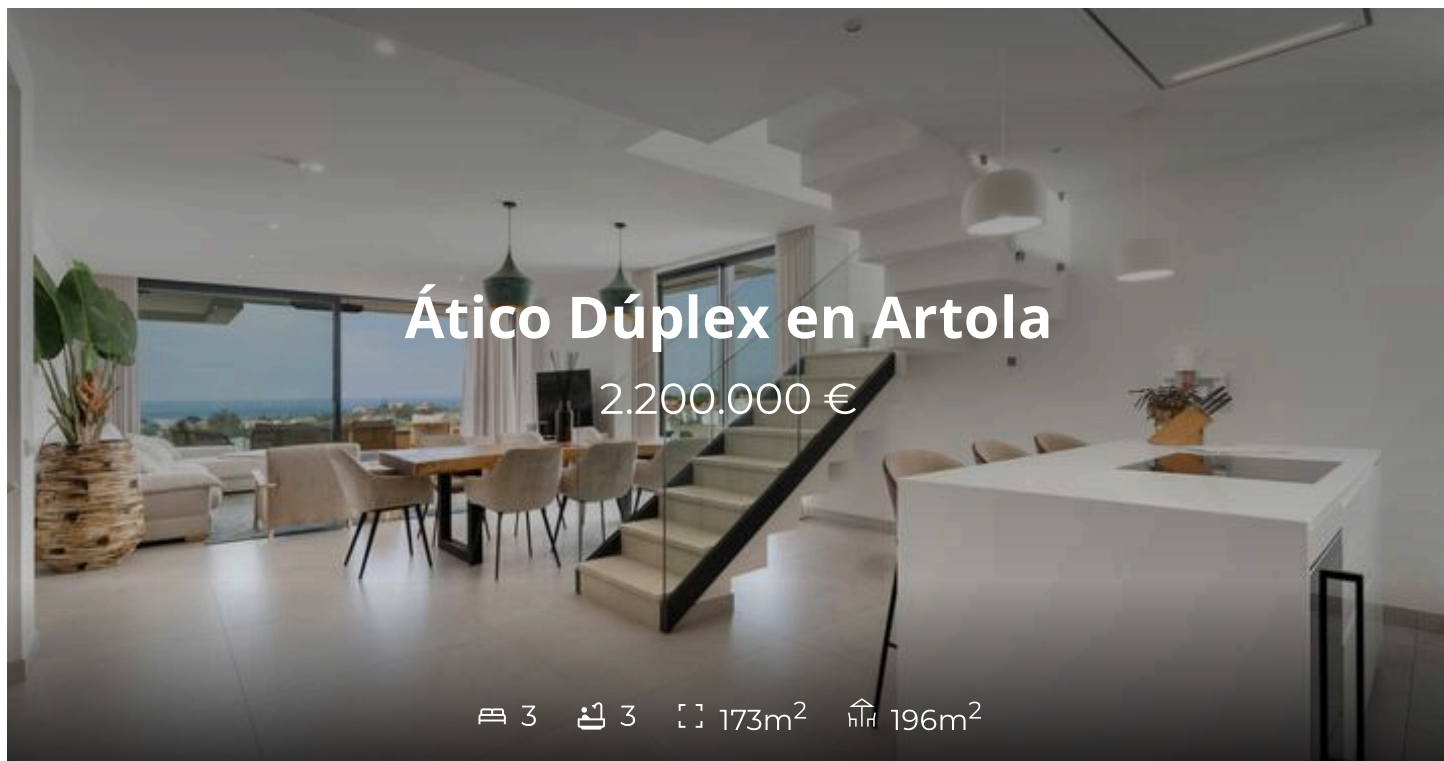 Ático Dúplex en Artola
2.200.000 €
3 3 173m² 196m²